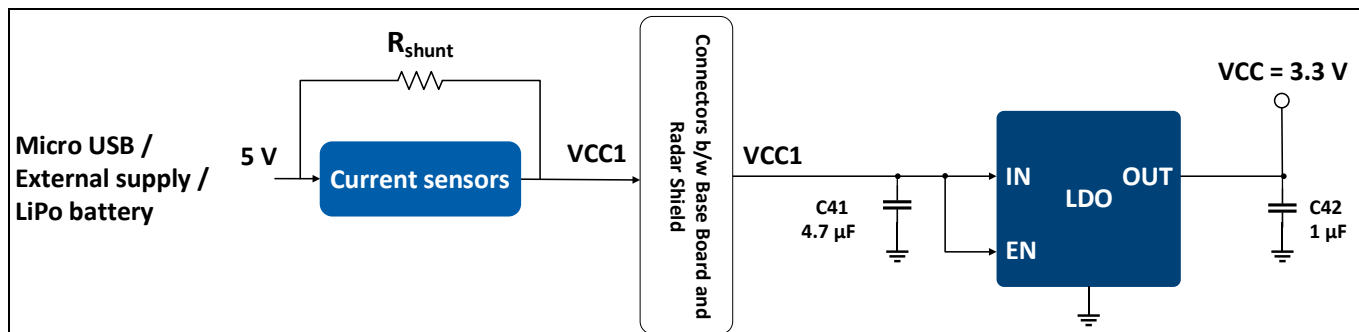 R_shunt
Micro USB /
External supply /
LiPo battery
5 V
Current sensors
VCC1
Connectors b/w Base Board and
Radar Shield
VCC1
C41
4.7 µF
IN
OUT
LDO
EN
VCC = 3.3 V
C42
1 µF